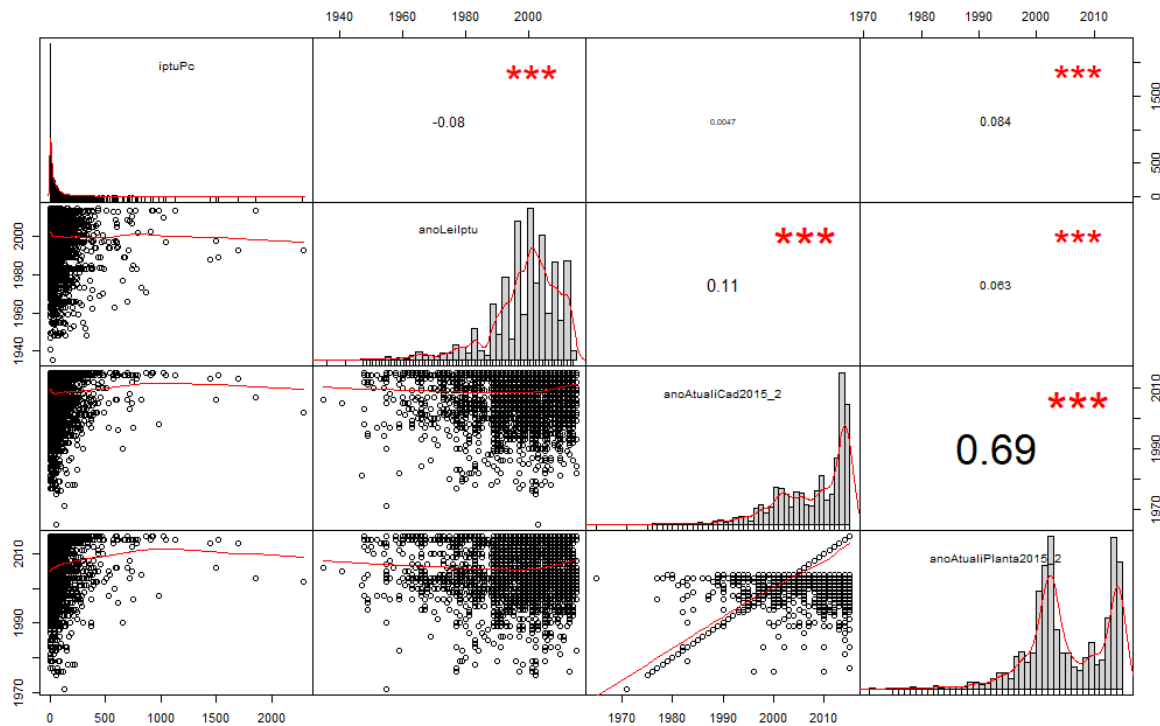 1940 1960 1980 2000
1970 1980 1990 2000 2010
iptuPc
***
-0.08
0.0047
***
0.084
0 500 1500
1940 1960 1980 2000
anoLeiIptu
***
0.11
***
0.063
anoAtualiCad2015_2
***
0.69
1970 1990 2010
1970 1990 2010
anoAtualiPlanta2015_2
0 500 1000 1500 2000
1970 1980 1990 2000 2010